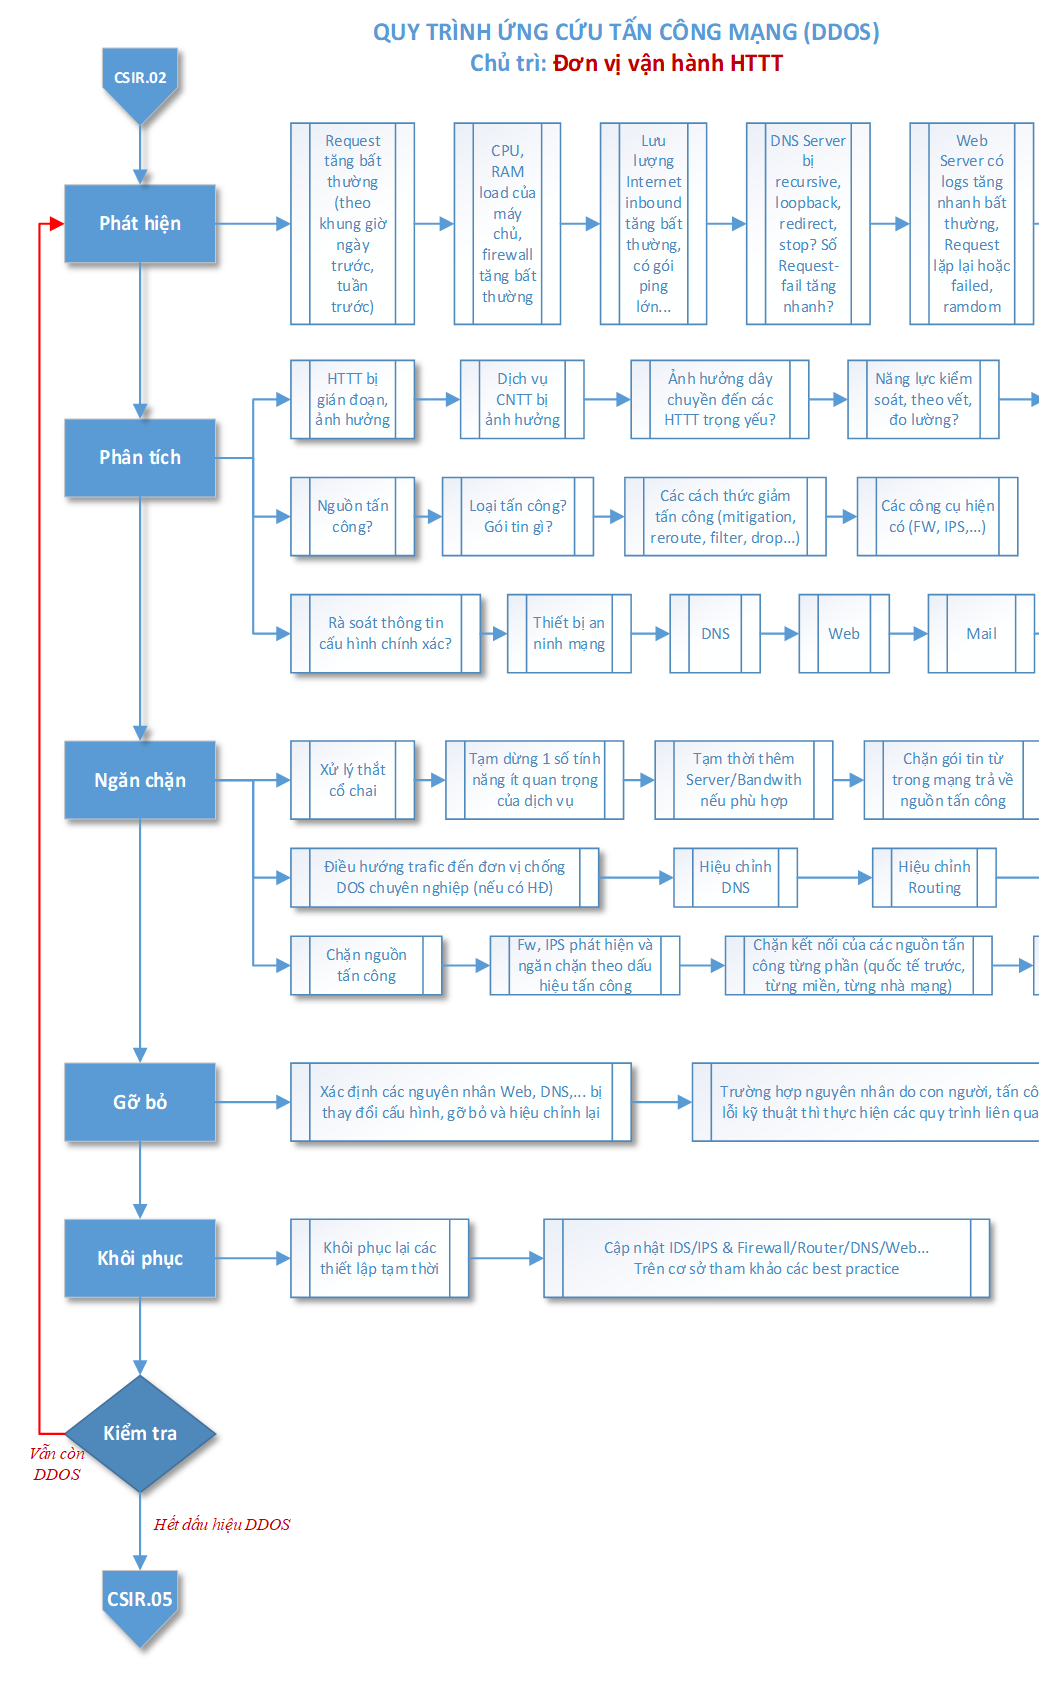 QUY TRÌNH ỨNG CỨU TẤN CÔNG MẠNG (DDOS)
Chủ trì: Đơn vị vận hành HTTT
CSIR.02
Phát hiện
Request
tăng bất
thường
(theo
khung giờ
ngày
trước,
tuần
trước)
CPU,
RAM
load của
máy
chủ,
firewall
tăng bất
thường
Lưu
lượng
Internet
inbound
tăng bất
thường,
có gói
ping
lớn...
DNS Server
bị
recursive,
loopback,
redirect,
stop? Số
Request-
fail tăng
nhanh?
Web
Server có
logs tăng
nhanh bất
thường,
Request
lặp lại hoặc
failed,
ramdom
Phân tích
HTTT bị
gián đoạn,
ảnh hưởng
Dịch vụ
CNTT bị
ảnh hưởng
Ảnh hưởng dây
chuyền đến các
HTTT trọng yếu?
Năng lực kiểm
soát, theo vết,
đo lường?
Nguồn tấn
công?
Loại tấn công?
Gói tin gì?
Các cách thức giảm
tấn công (mitigation,
reroute, filter, drop...)
Các công cụ hiện
có (FW, IPS,...)
Rà soát thông tin
cấu hình chính xác?
Thiết bị an
ninh mạng
DNS
Web
Mail
Ngăn chặn
Xử lý thắt
cổ chai
Tạm dừng 1 số tính
năng ít quan trọng
của dịch vụ
Tạm thời thêm
Server/Bandwith
nếu phù hợp
Chặn gói tin từ
trong mạng trả về
nguồn tấn công
Điều hướng trafic đến đơn vị chống
DOS chuyên nghiệp (nếu có HĐ)
Hiệu chỉnh
DNS
Hiệu chỉnh
Routing
Chặn nguồn
tấn công
Fw, IPS phát hiện và
ngăn chặn theo dấu
hiệu tấn công
Chặn kết nối của các nguồn tấn
công từng phần (quốc tế trước,
từng miền, từng nhà mạng)
Gỡ bỏ
Xác định các nguyên nhân Web, DNS,... bị
thay đổi cấu hình, gỡ bỏ và hiệu chỉnh lại
Trường hợp nguyên nhân do con người, tấn cô
lỗi kỹ thuật thì thực hiện các quy trình liên qua
Khôi phục
Khôi phục lại các
thiết lập tạm thời
Cập nhật IDS/IPS & Firewall/Router/DNS/Web...
Trên cơ sở tham khảo các best practice
Kiểm tra
Vẫn còn
DDOS
Hết dấu hiệu DDOS
CSIR.05